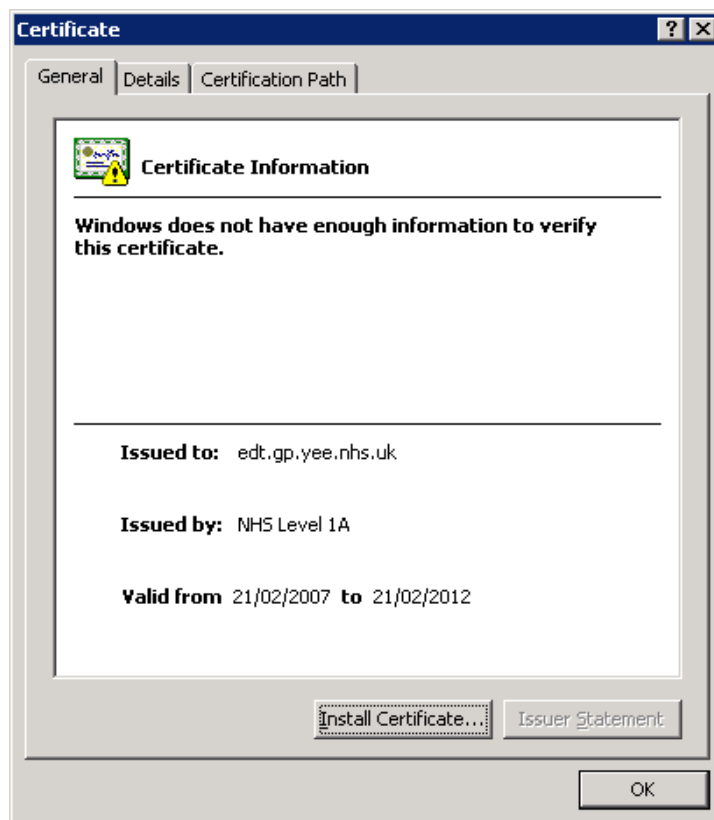 Certificate
General Details Certification Path
Certificate Information
Windows does not have enough information to verify
this certificate.
Issued to: edt.gp.yee.nhs.uk
Issued by: NHS Level 1A
Valid from 21/02/2007 to 21/02/2012
Install Certificate... Issuer Statement
OK